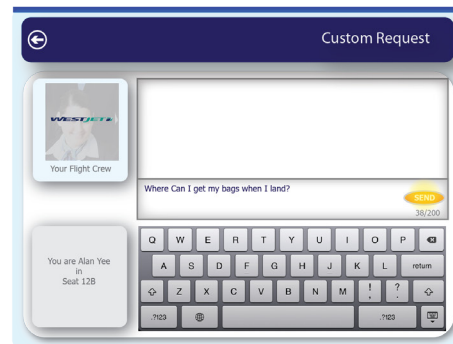 Custom Request
WESTJET
Your Flight Crew
Where Can I get my bags when I land?
SEND
38/200
You are Alan Yee
in
Seat 12B
Q W E R T Y U I O P
A S D F G H J K L return
Z X C V B N M ! , ? .
.?123 .?123